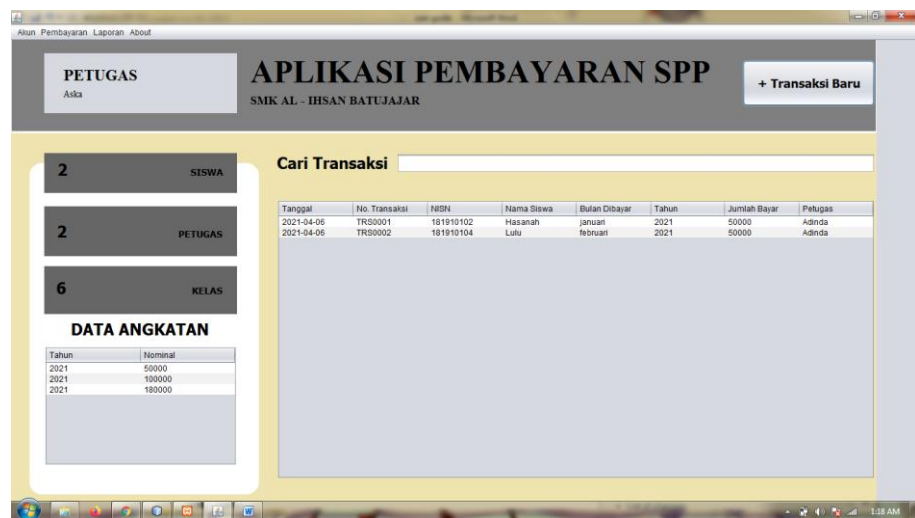 Akun Pembayaran Laporan About
PETUGAS
Aska
APLIKASI PEMBAYARAN SPP
SMK AL - IHSAN BATUJAJAR
+ Transaksi Baru
2 SISWA
2 PETUGAS
6 KELAS
DATA ANGKATAN
Tahun Nominal
2021 50000
2021 100000
2021 180000
Cari Transaksi
Tanggal No. Transaksi NISN Nama Siswa Bulan Dibayar Tahun Jumlah Bayar Petugas
2021-04-06 TRS0001 181910102 Hasanah januari 2021 50000 Adinda
2021-04-06 TRS0002 181910104 Lulu februari 2021 50000 Adinda
1:18 AM